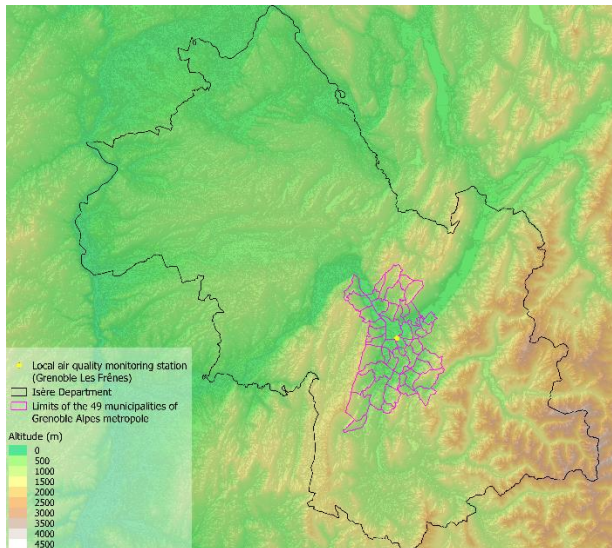 Local air quality monitoring station
(Grenoble Les Frênes)
Isère Department
Limits of the 49 municipalities of
Grenoble Alpes metropole
Altitude (m)
0
500
1000
1500
2000
2500
3000
3500
4000
4500